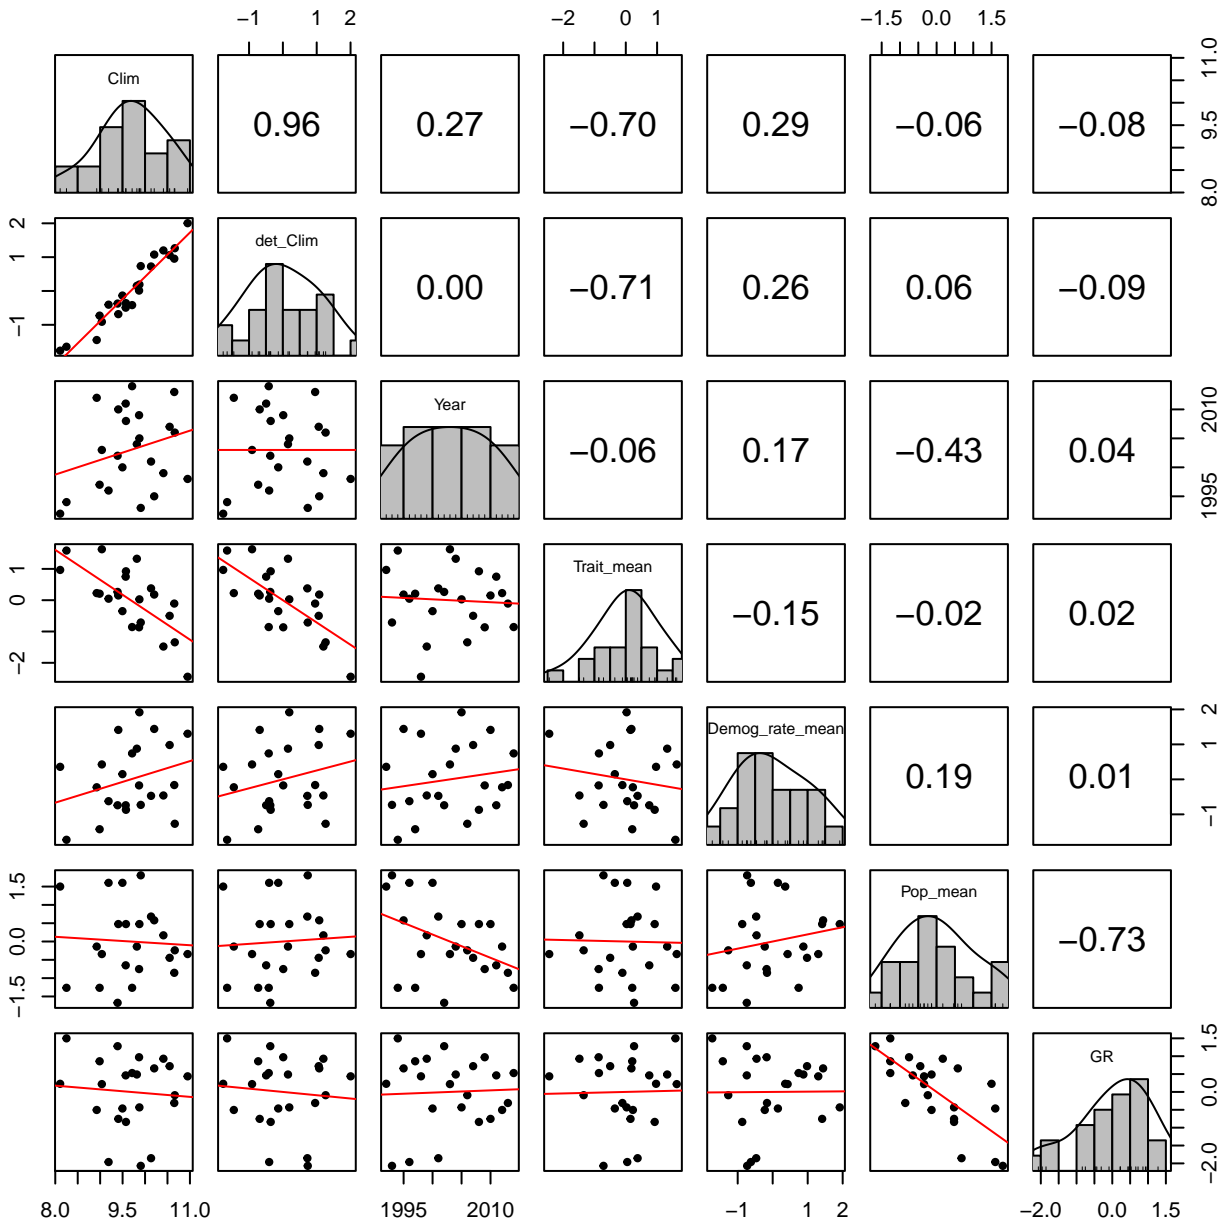 −1 1 2 −2 0 1 −1.5 0.0 1.5
Clim 0.96 0.27 −0.70 0.29 −0.06 −0.08 8.0 9.5 11.0
−1 1 2 det_Clim 0.00 −0.71 0.26 0.06 −0.09
Year −0.06 0.17 −0.43 0.04 1995 2010
−2 0 1 Trait_mean −0.15 −0.02 0.02
Demog_rate_mean 0.19 0.01 −1 1 2
−1.5 0.0 1.5 Pop_mean −0.73
GR −2.0 0.0 1.5
8.0 9.5 11.0 1995 2010 −1 1 2 −2.0 0.0 1.5